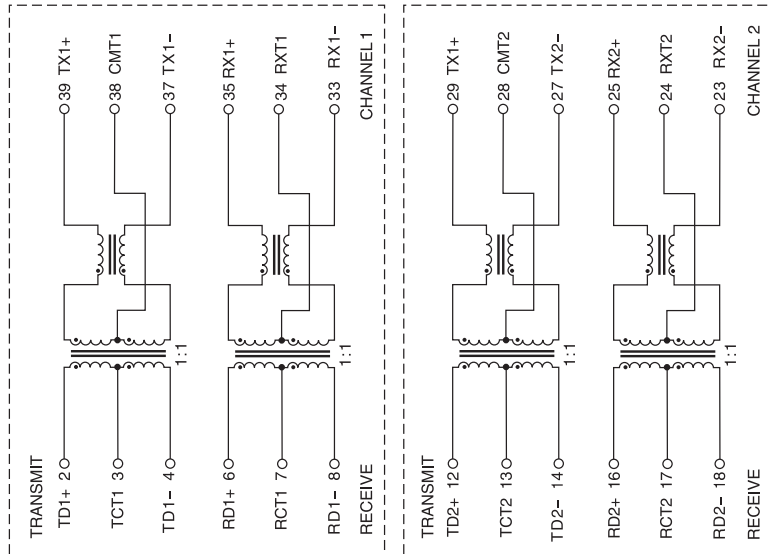 TRANSMIT
TD1+ 2
39 TX1+
TCT1 3
38 CMT1
TD1− 4
37 TX1−
1:1
RD1+ 6
35 RX1+
RCT1 7
34 RXT1
RD1− 8
33 RX1−
1:1
RECEIVE
CHANNEL 1
TRANSMIT
TD2+ 12
29 TX1+
TCT2 13
28 CMT2
TD2− 14
27 TX2−
1:1
RD2+ 16
25 RX2+
RCT2 17
24 RXT2
RD2− 18
23 RX2−
1:1
RECEIVE
CHANNEL 2